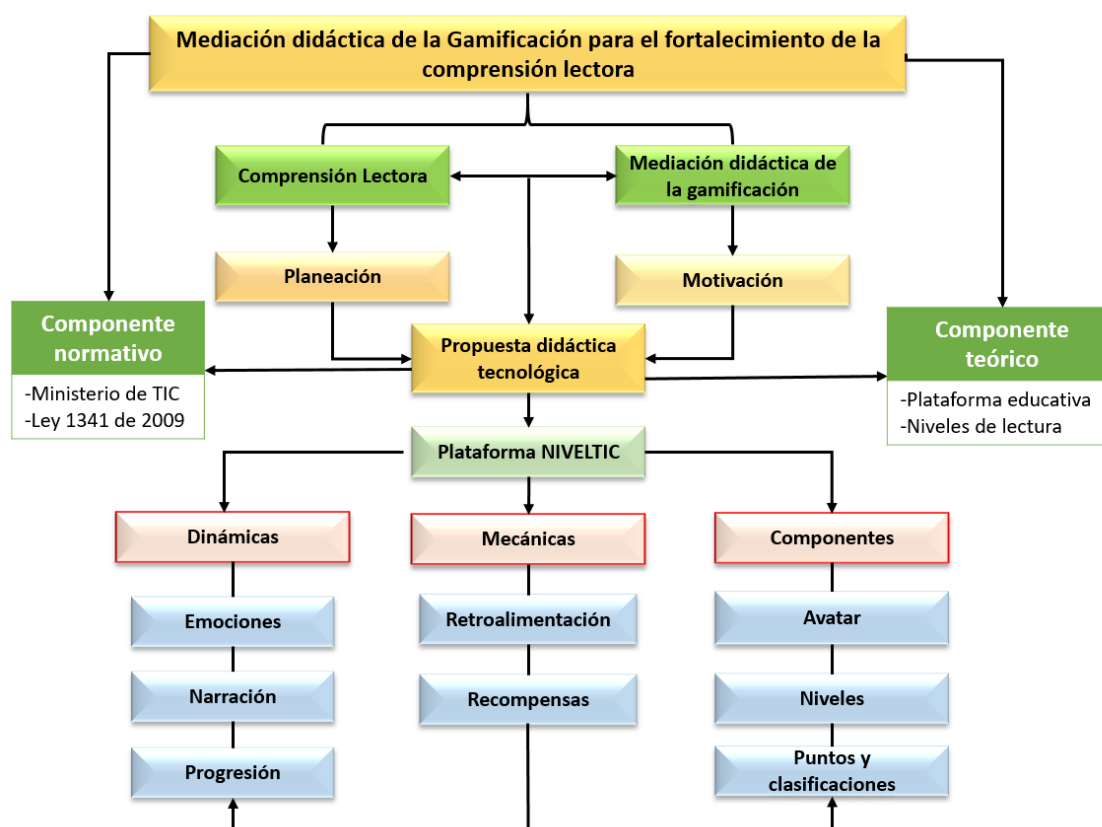 Mediación didáctica de la Gamificación para el fortalecimiento de la
comprensión lectora
Comprensión Lectora
Mediación didáctica de
la gamificación
Planeación
Motivación
Componente
normativo
-Ministerio de TIC
-Ley 1341 de 2009
Propuesta didáctica
tecnológica
Componente
teórico
-Plataforma educativa
-Niveles de lectura
Plataforma NIVELTIC
Dinámicas
Mecánicas
Componentes
Emociones
Retroalimentación
Avatar
Narración
Recompensas
Niveles
Progresión
Puntos y
clasificaciones